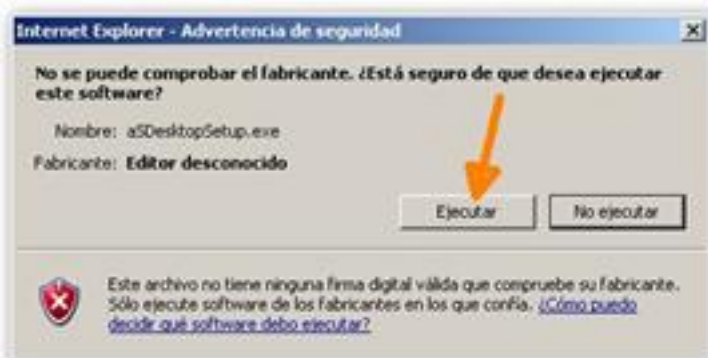 Internet Explorer - Advertencia de seguridad
No se puede comprobar el fabricante. ¿Está seguro de que desea ejecutar
este software?
Nombre: aSDesktopSetup.exe
Fabricante: Editor desconocido
Ejecutar
No ejecutar
Este archivo no tiene ninguna firma digital válida que compruebe su fabricante.
Sólo ejecute software de los fabricantes en los que confía. ¿Cómo puedo
decidir qué software debo ejecutar?